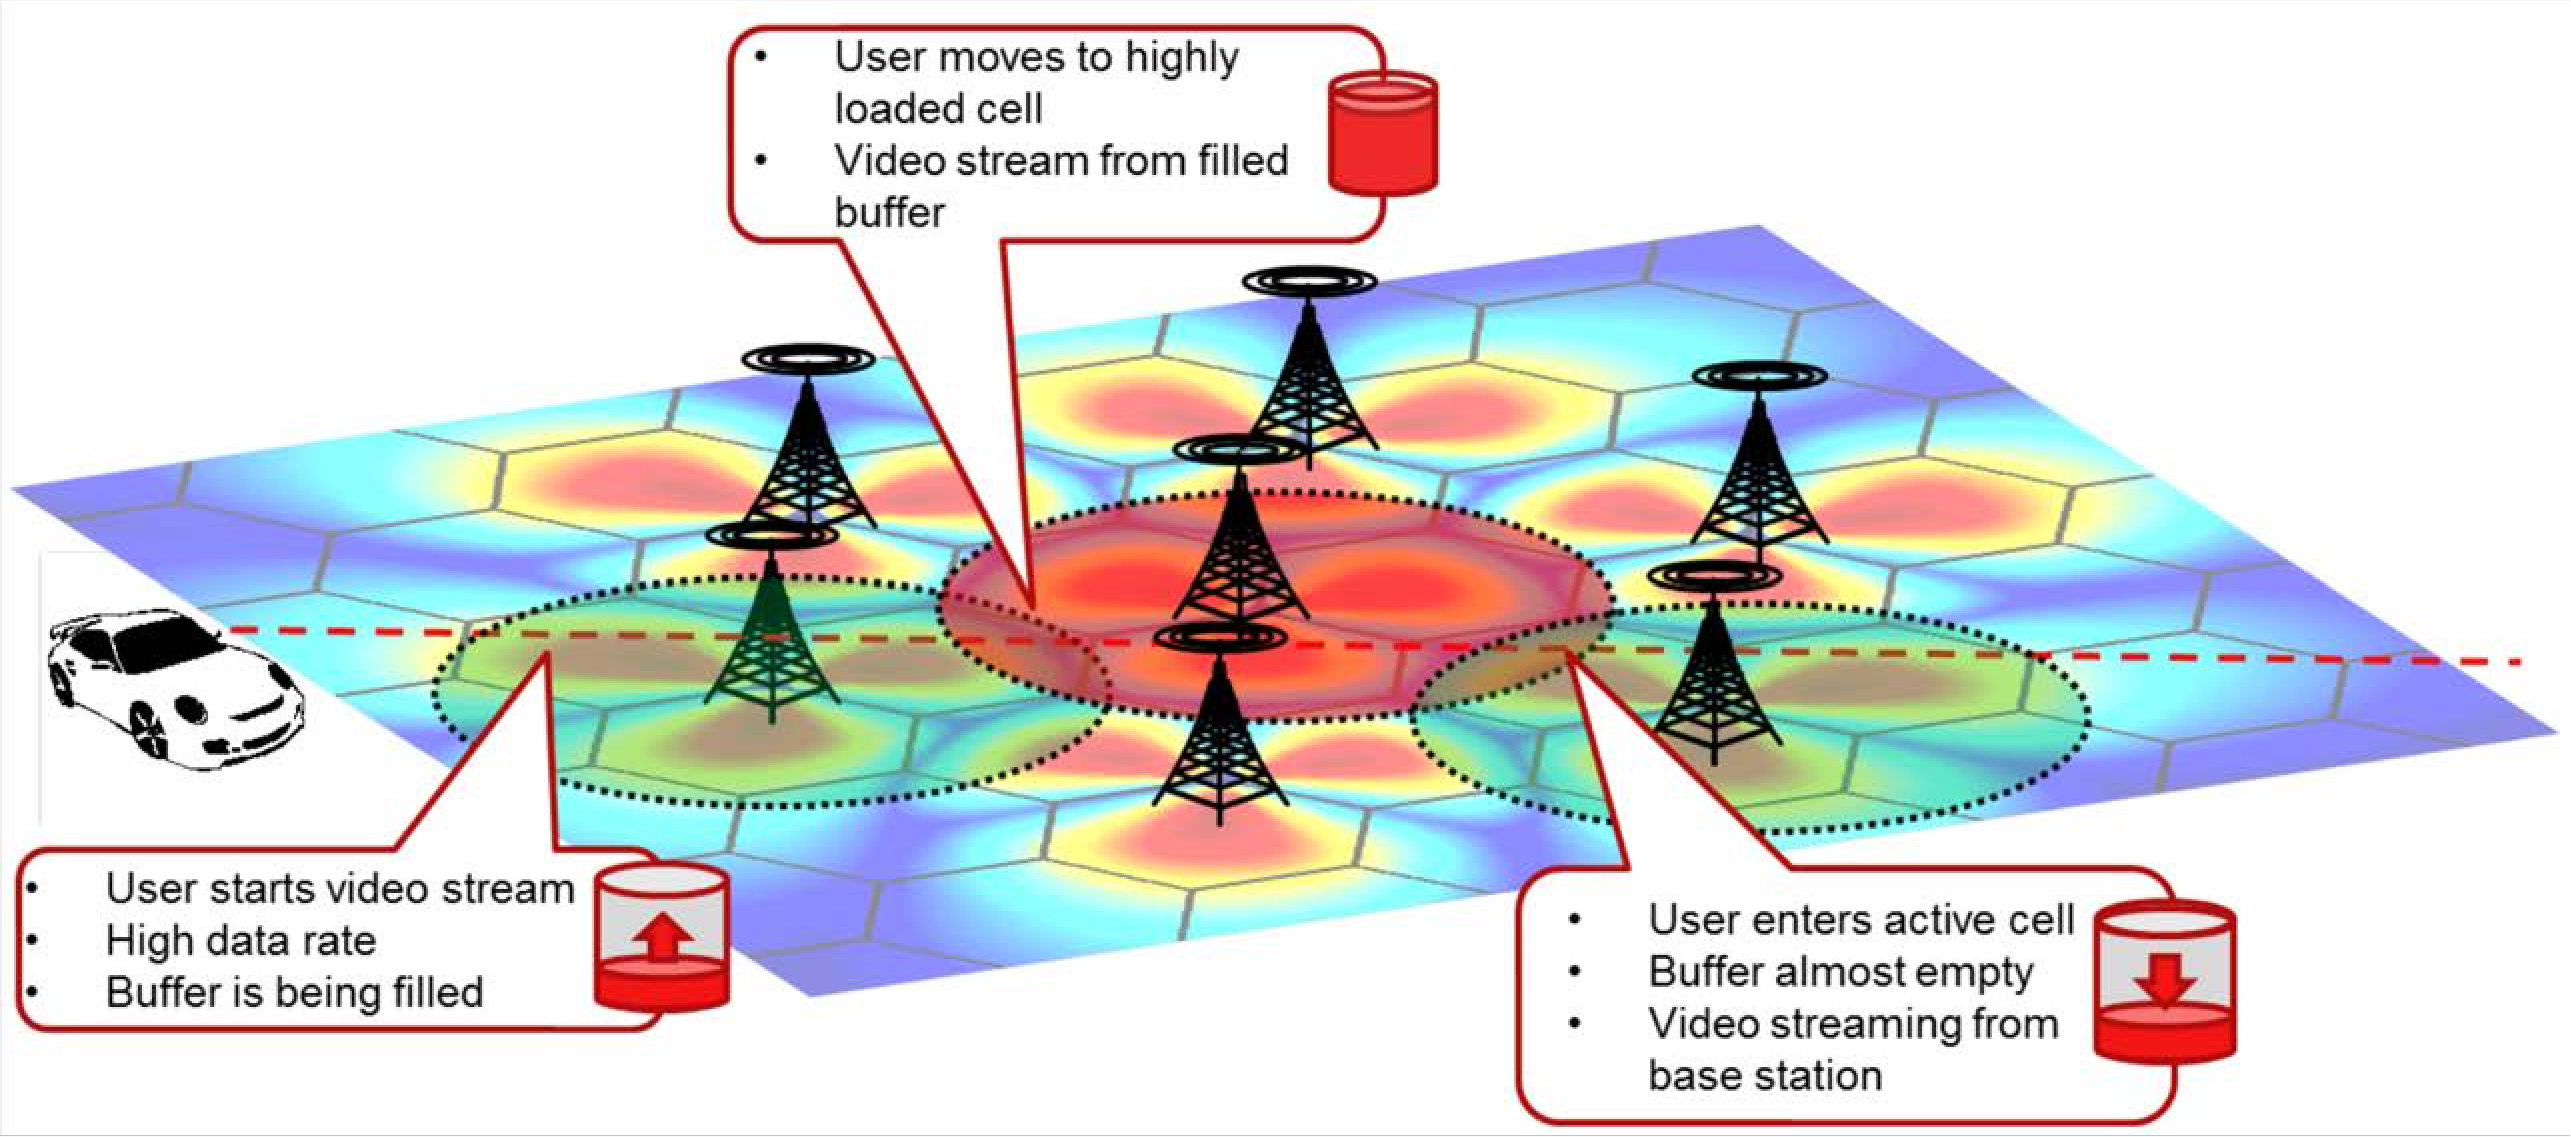 • User moves to highly
loaded cell
• Video stream from filled
buffer
• User starts video stream
• High data rate
• Buffer is being filled
• User enters active cell
• Buffer almost empty
• Video streaming from
base station